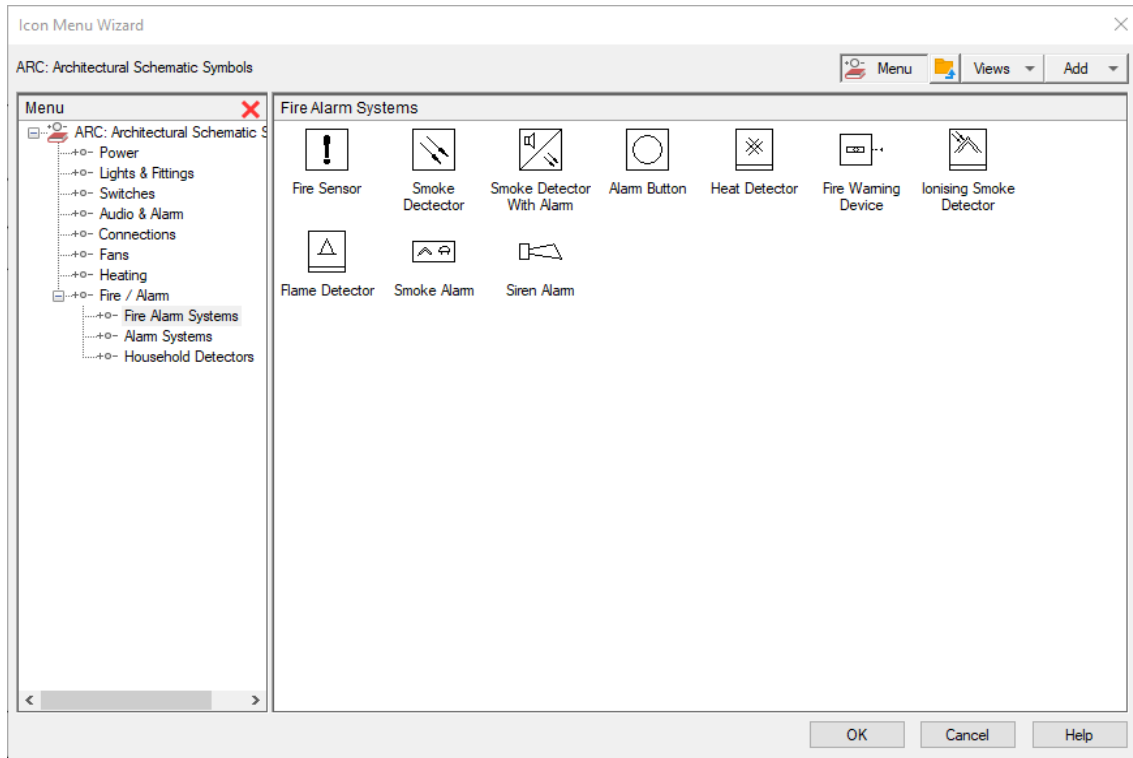 Icon Menu Wizard
ARC: Architectural Schematic Symbols
Menu
Views
Add
Menu
ARC: Architectural Schematic S
Power
Lights & Fittings
Switches
Audio & Alarm
Connections
Fans
Heating
Fire / Alarm
Fire Alarm Systems
Alarm Systems
Household Detectors
Fire Alarm Systems
Fire Sensor
Smoke
Dectector
Smoke Detector
With Alarm
Alarm Button
Heat Detector
Fire Warning
Device
Ionising Smoke
Detector
Flame Detector
Smoke Alarm
Siren Alarm
OK
Cancel
Help